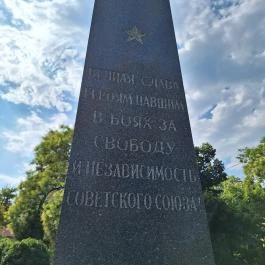 ВЕЧНАЯ СЛАВА
ГЕРОЯМ ПАВШИМ
В БОЯХ ЗА
СВОБОДУ
И НЕЗАВИСИМОСТЬ
СОВЕТСКОГО СОЮЗА!